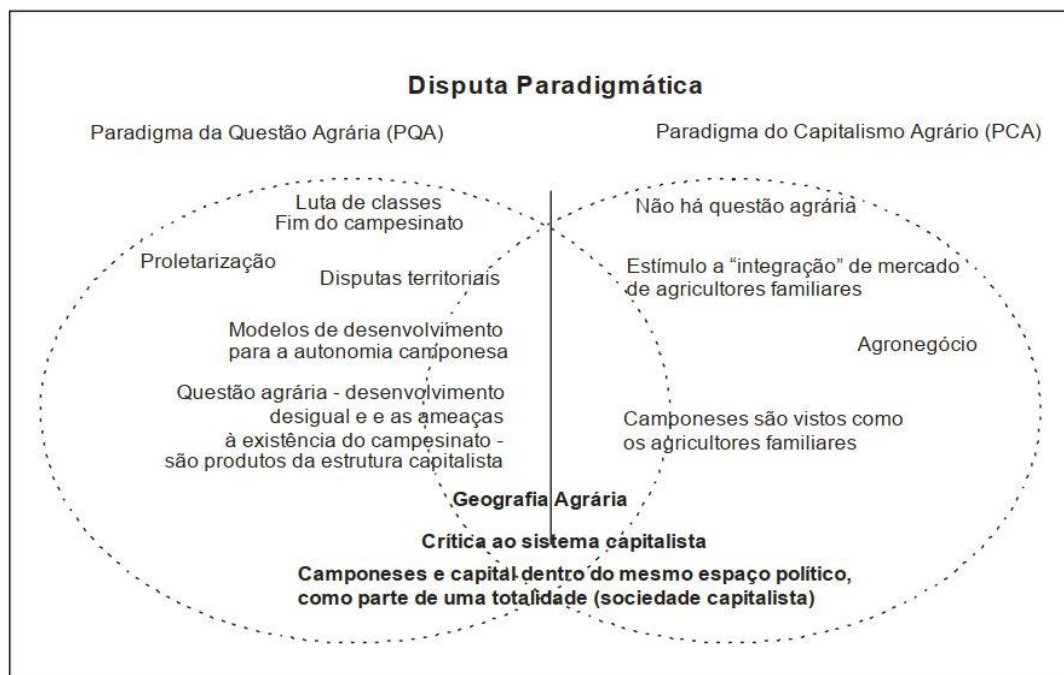 Disputa Paradigmática
Paradigma da Questão Agrária (PQA)
Paradigma do Capitalismo Agrário (PCA)
Luta de classes
Fim do campesinato
Proletarização
Disputas territoriais
Modelos de desenvolvimento
para a autonomia camponesa
Questão agrária - desenvolvimento
desigual e e as ameaças
à existência do campesinato -
são produtos da estrutura capitalista
Não há questão agrária
Estímulo a “integração” de mercado
de agricultores familiares
Agronegócio
Camponeses são vistos como
os agricultores familiares
Geografia Agrária
Crítica ao sistema capitalista
Camponeses e capital dentro do mesmo espaço político,
como parte de uma totalidade (sociedade capitalista)